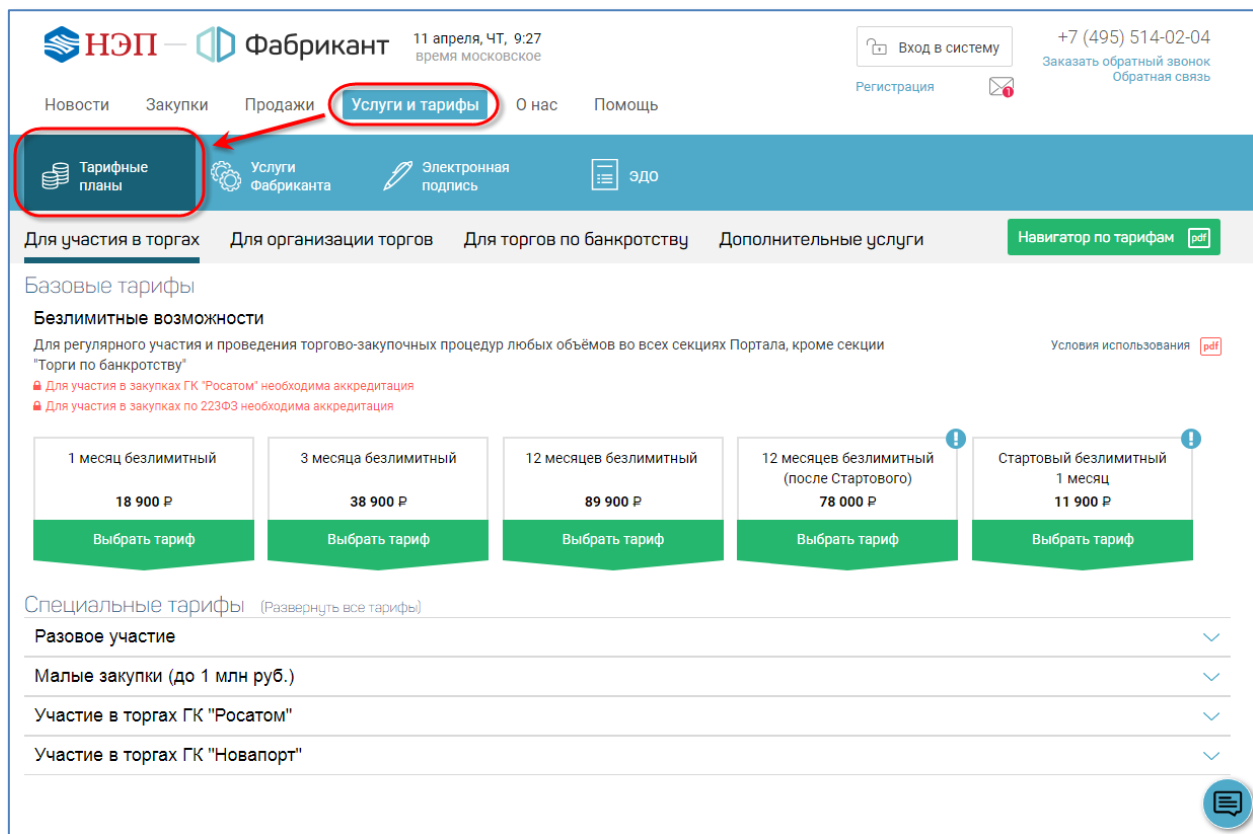 НЭП — Фабрикант
11 апреля, ЧТ, 9:27
время московское
Вход в систему
+7 (495) 514-02-04
Заказать обратный звонок
Обратная связь
Регистрация
1
Новости Закупки Продажи Услуги и тарифы О нас Помощь
Тарифные
планы
Услуги
Фабриканта
Электронная
подпись
ЭДО
Для участия в торгах Для организации торгов Для торгов по банкротству Дополнительные услуги
Навигатор по тарифам pdf
Базовые тарифы
Безлимитные возможности
Для регулярного участия и проведения торгово-закупочных процедур любых объёмов во всех секциях Портала, кроме секции
"Торги по банкротству"
Условия использования pdf
Для участия в закупках ГК "Росатом" необходима аккредитация
Для участия в закупках по 223ФЗ необходима аккредитация
1 месяц безлимитный
18 900 ₽
Выбрать тариф
3 месяца безлимитный
38 900 ₽
Выбрать тариф
12 месяцев безлимитный
89 900 ₽
Выбрать тариф
!
12 месяцев безлимитный
(после Стартового)
78 000 ₽
Выбрать тариф
!
Стартовый безлимитный
1 месяц
11 900 ₽
Выбрать тариф
Специальные тарифы (Развернуть все тарифы)
Разовое участие
Малые закупки (до 1 млн руб.)
Участие в торгах ГК "Росатом"
Участие в торгах ГК "Новапорт"